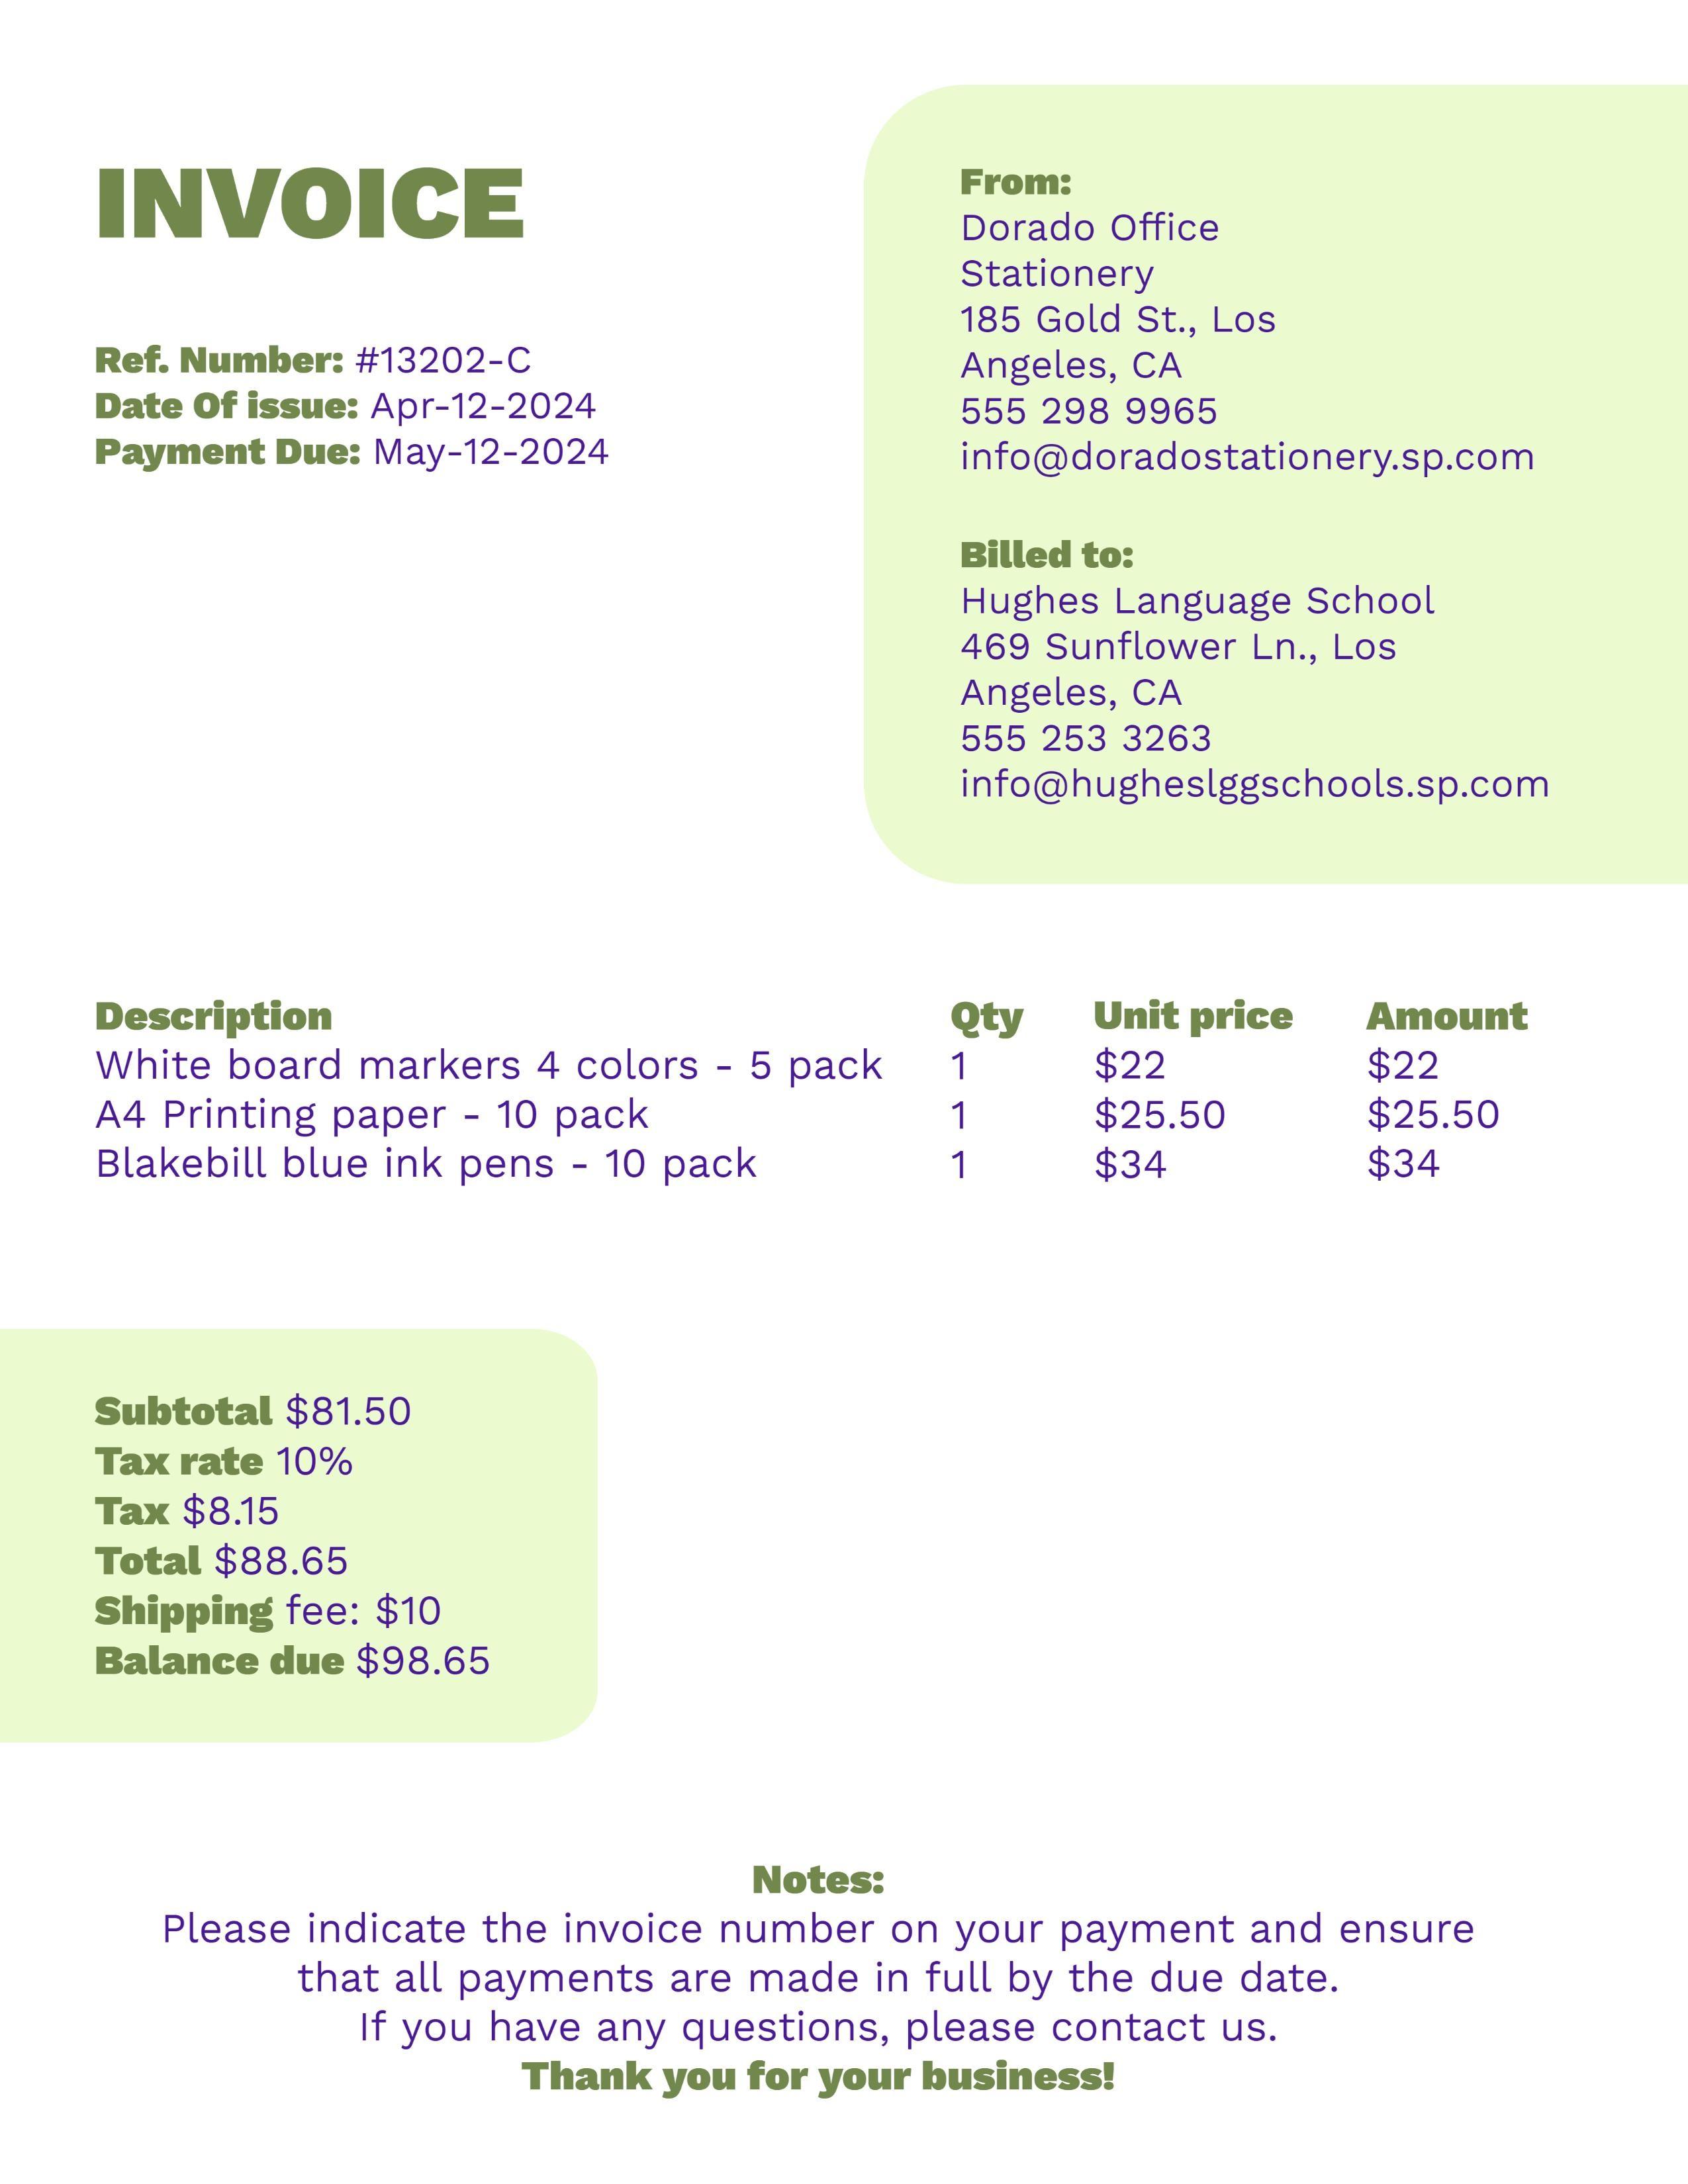 INVOICE
Ref. Number: #13202-C
Date Of issue: Apr-12-2024
Payment Due: May-12-2024
From:
Dorado Office
Stationery
185 Gold St., Los
Angeles, CA
555 298 9965
info@doradostationery.sp.com
Billed to:
Hughes Language School
469 Sunflower Ln., Los
Angeles, CA
555 253 3263
info@hugheslggschools.sp.com
Description Qty Unit price Amount
White board markers 4 colors - 5 pack 1 $22 $22
A4 Printing paper - 10 pack 1 $25.50 $25.50
Blakebill blue ink pens - 10 pack 1 $34 $34
Subtotal $81.50
Tax rate 10%
Tax $8.15
Total $88.65
Shipping fee: $10
Balance due $98.65
Notes:
Please indicate the invoice number on your payment and ensure
that all payments are made in full by the due date.
If you have any questions, please contact us.
Thank you for your business!